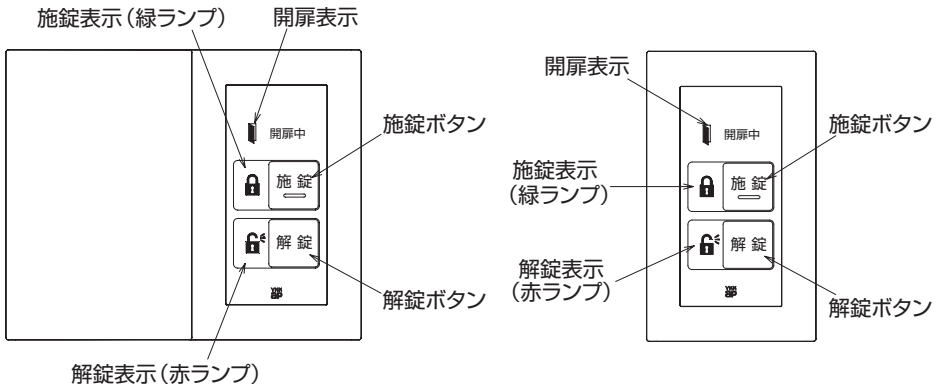 施錠表示(緑ランプ)
開扉表示
開扉中
施錠ボタン
施錠
解錠
解錠ボタン
解錠表示(赤ランプ)
開扉表示
開扉中
施錠ボタン
施錠表示
(緑ランプ)
施錠
解錠
解錠表示
(赤ランプ)
解錠ボタン